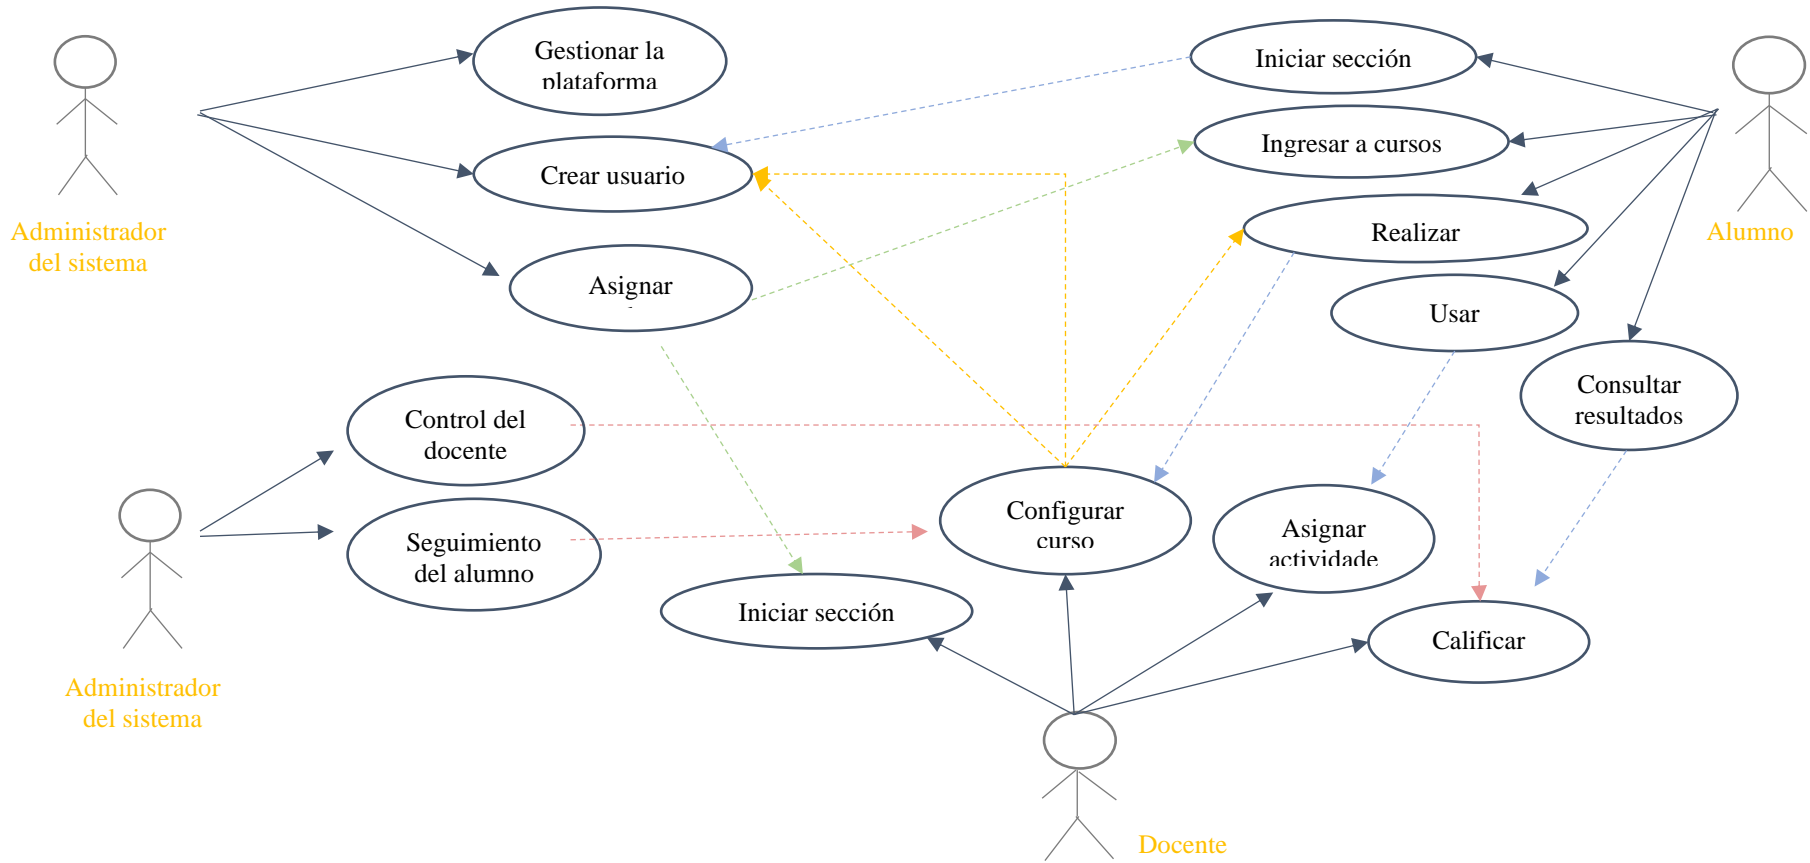 Gestionar la
plataforma
Iniciar sección
Ingresar a cursos
Crear usuario
Administrador
del sistema
Realizar
Alumno
Asignar
Usar
Consultar
resultados
Control del
docente
Configurar
curso
Asignar
actividade
Seguimiento
del alumno
Iniciar sección
Calificar
Administrador
del sistema
Docente